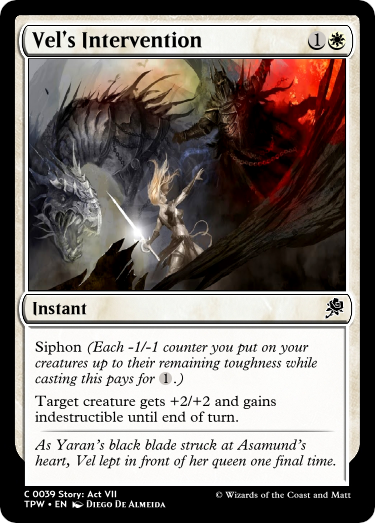 Vel's Intervention 1
Instant
Siphon (Each -1/-1 counter you put on your
creatures up to their remaining toughness while
casting this pays for 1.)
Target creature gets +2/+2 and gains
indestructible until end of turn.
As Yaran's black blade struck at Asamund's
heart, Vel lept in front of her queen one final time.
C 0039 Story: Act VII
TPW • EN DIEGO DE ALMEIDA © Wizards of the Coast and Matt